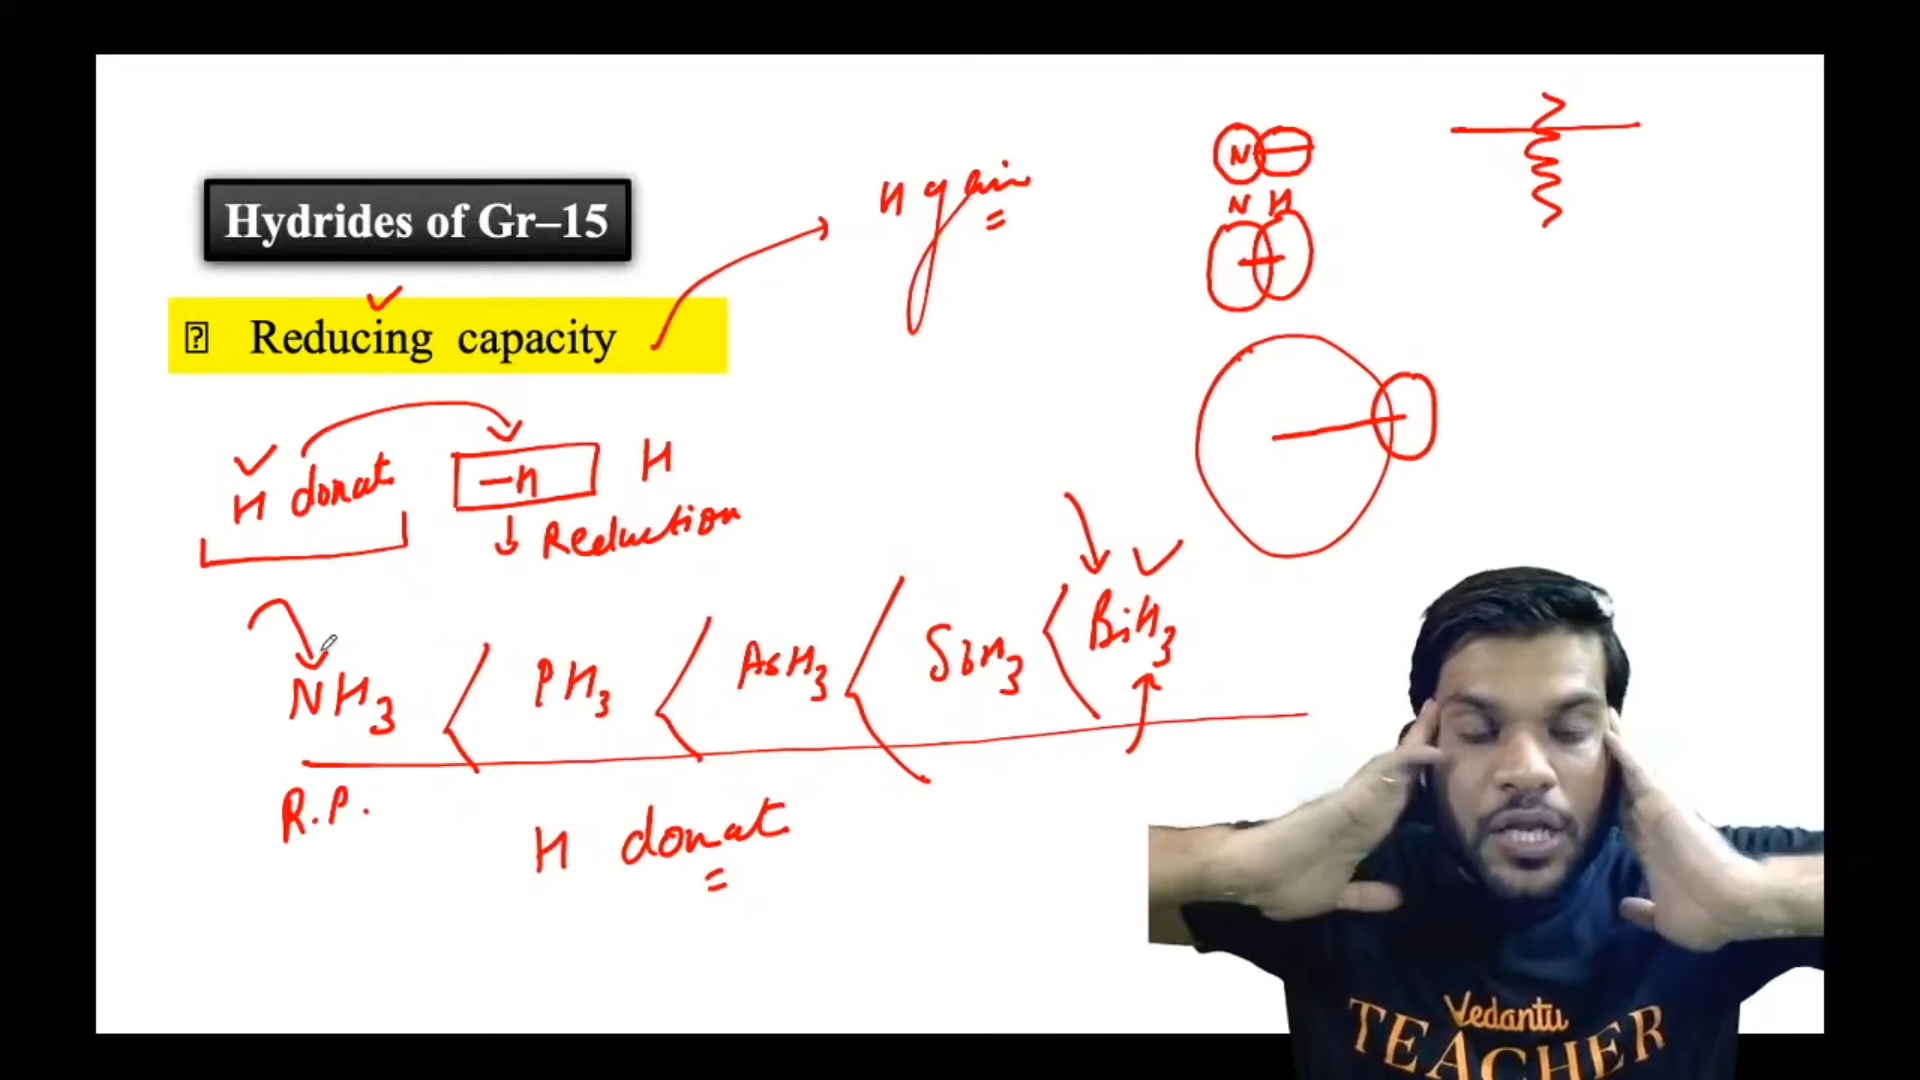 Hydrides of Gr–15
Reducing capacity
H gain
N
N H
H donat
–H
H
Reduction
NH3 < PH3 < AsH3 < SbH3 < BiH3
R.P.
H donat
Vedantu
TEACHER